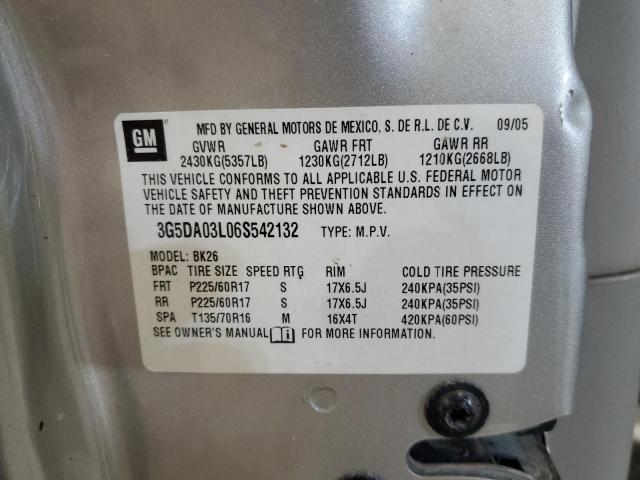 GM
MFD BY GENERAL MOTORS DE MEXICO, S. DE R.L. DE C.V. 09/05
GVWR GAWR FRT GAWR RR
2430KG(5357LB) 1230KG(2712LB) 1210KG(2668LB)
THIS VEHICLE CONFORMS TO ALL APPLICABLE U.S. FEDERAL MOTOR
VEHICLE SAFETY AND THEFT PREVENTION STANDARDS IN EFFECT ON
THE DATE OF MANUFACTURE SHOWN ABOVE.
3G5DA03L06S542132 TYPE: M.P.V.
MODEL: BK26
BPAC TIRE SIZE SPEED RTG RIM COLD TIRE PRESSURE
FRT P225/60R17 S 17X6.5J 240KPA(35PSI)
RR P225/60R17 S 17X6.5J 240KPA(35PSI)
SPA T135/70R16 M 16X4T 420KPA(60PSI)
SEE OWNER'S MANUAL FOR MORE INFORMATION.